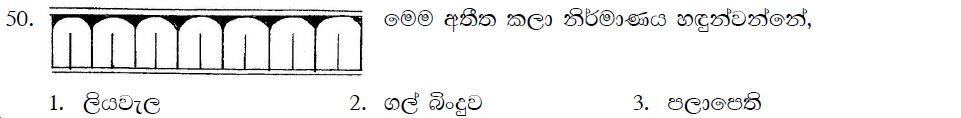 50. මෙම අතීත කලා නිර්මාණය හඳුන්වන්නේ,
1. ලියවැල 2. ගල් බිංදුව 3. පලාපෙති